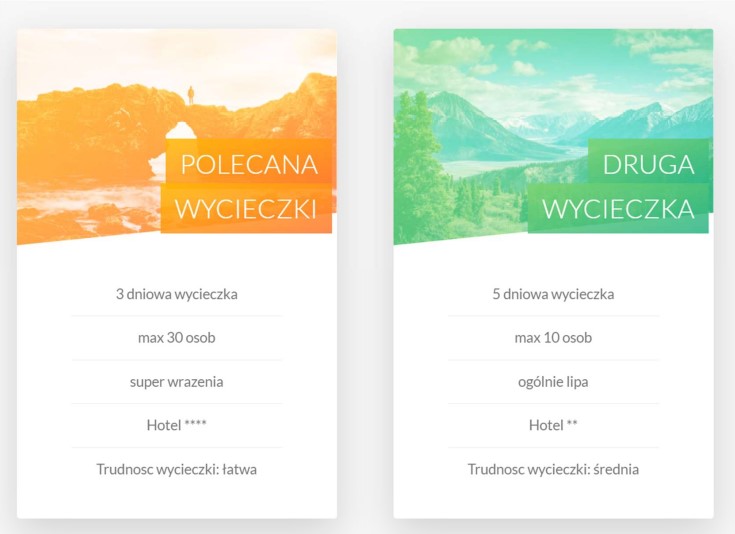 POLECANA
WYCIECZKI
3 dniowa wycieczka
max 30 osob
super wrazenia
Hotel ****
Trudnosc wycieczki: łatwa
DRUGA
WYCIECZKA
5 dniowa wycieczka
max 10 osob
ogólnie lipa
Hotel **
Trudnosc wycieczki: średnia